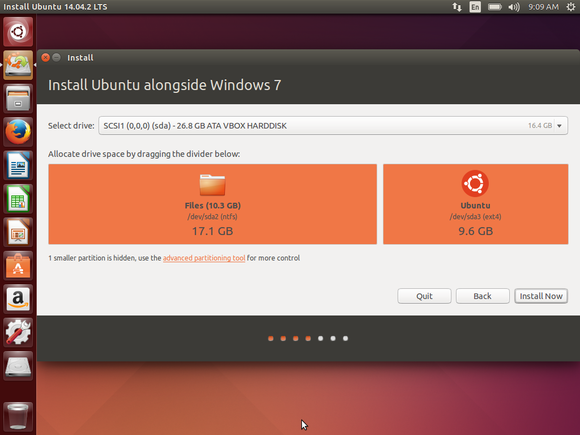 Install Ubuntu 14.04.2 LTS
En
9:09 AM
Install
Install Ubuntu alongside Windows 7
Select drive:
SCSI1 (0,0,0) (sda) - 26.8 GB ATA VBOX HARDDISK
16.4 GB
Allocate drive space by dragging the divider below:
Files (10.3 GB)
/dev/sda2 (ntfs)
17.1 GB
Ubuntu
/dev/sda3 (ext4)
9.6 GB
1 smaller partition is hidden, use the advanced partitioning tool for more control
Quit
Back
Install Now